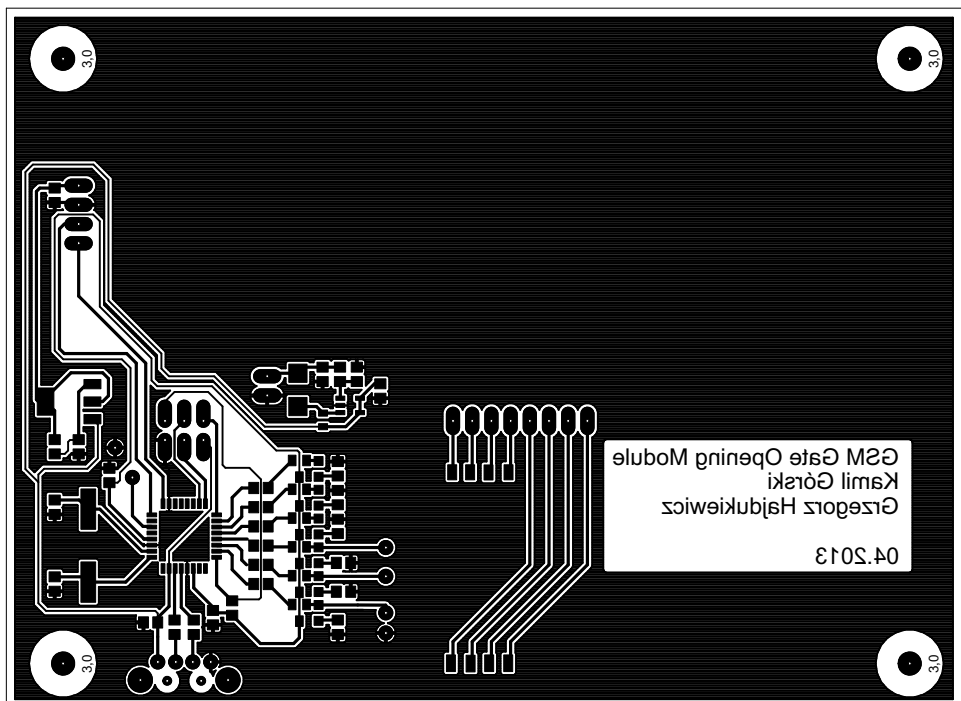 3,0
3,0
GSM Gate Opening Module
Kamil Górski
Grzegorz Hajdukiewicz
04.2013
3,0
3,0